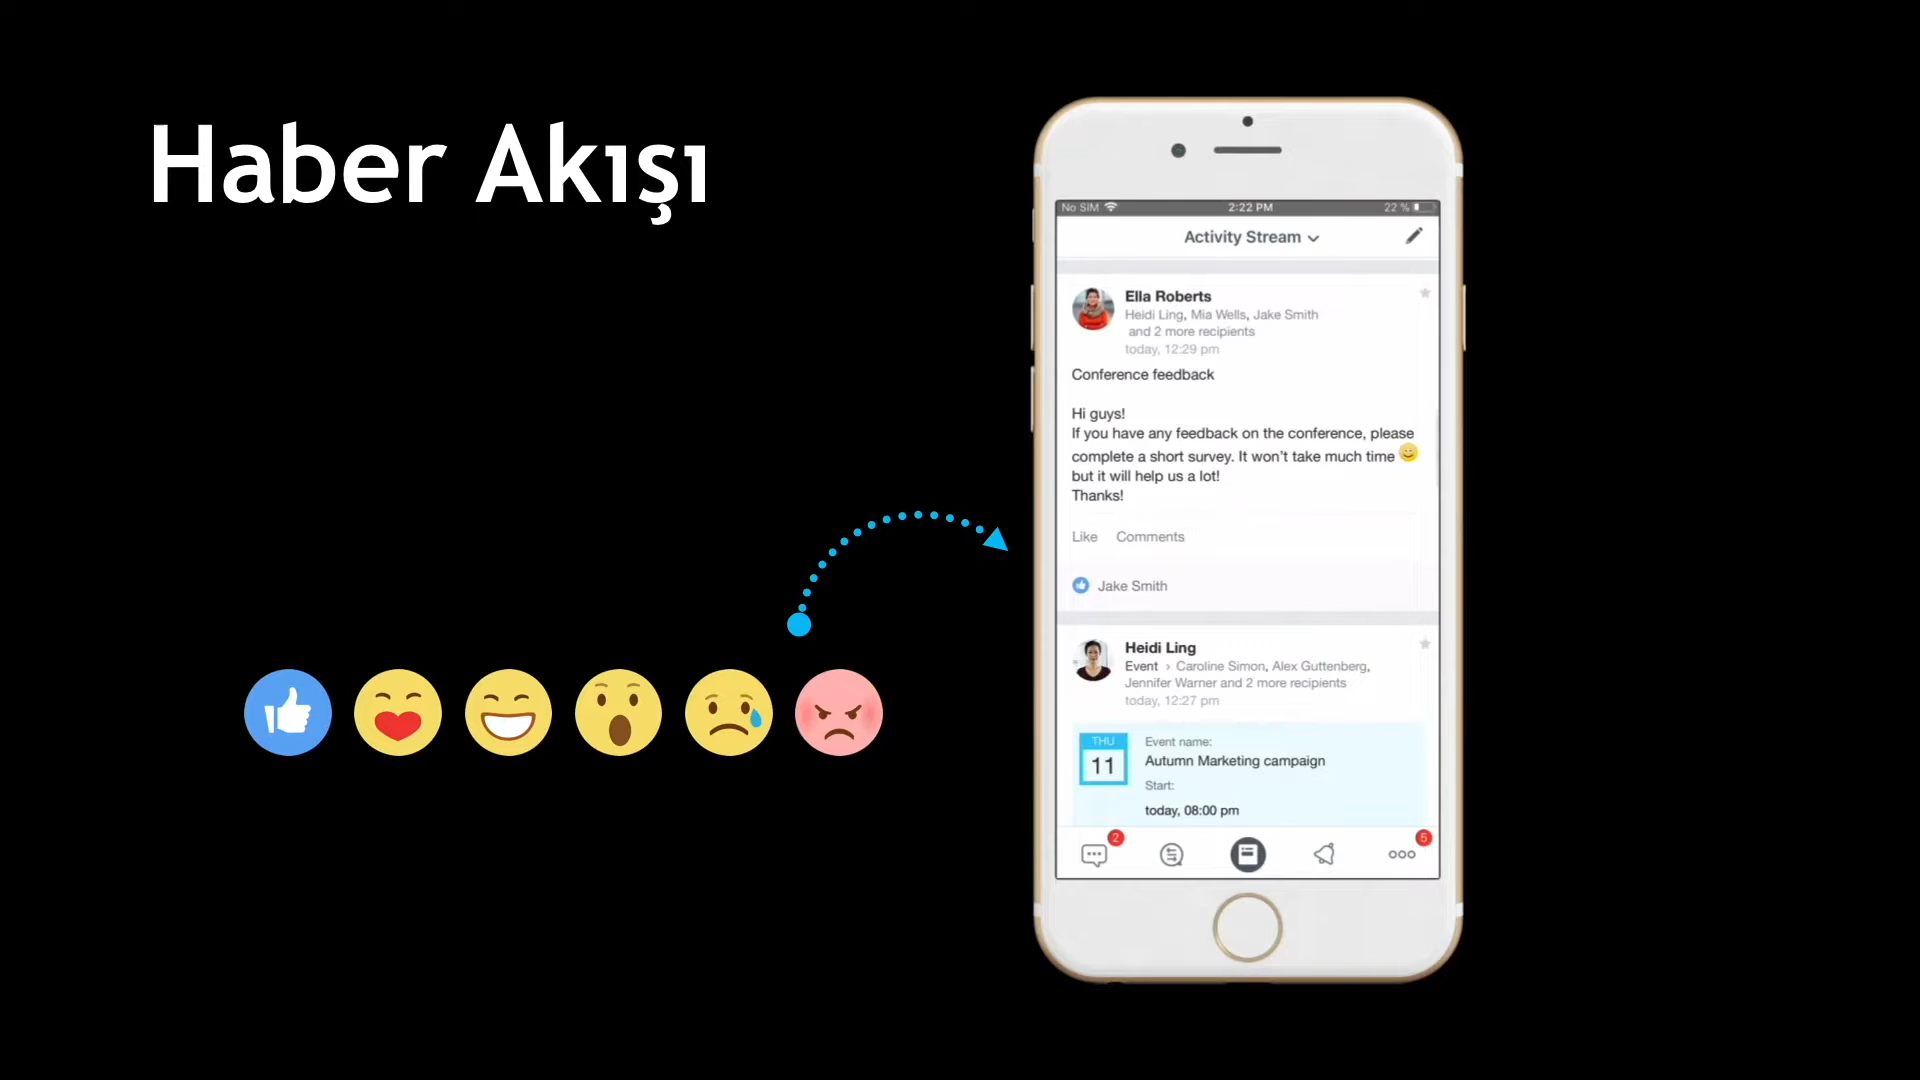 Haber Akışı
No SIM
2:22 PM
22 %
Activity Stream
Ella Roberts
Heidi Ling, Mia Wells, Jake Smith
and 2 more recipients
today, 12:29 pm
Conference feedback
Hi guys!
If you have any feedback on the conference, please
complete a short survey. It won't take much time
but it will help us a lot!
Thanks!
Like Comments
Jake Smith
Heidi Ling
Event › Caroline Simon, Alex Guttenberg,
Jennifer Warner and 2 more recipients
today, 12:27 pm
THU
11
Event name:
Autumn Marketing campaign
Start:
today, 08:00 pm
2
5